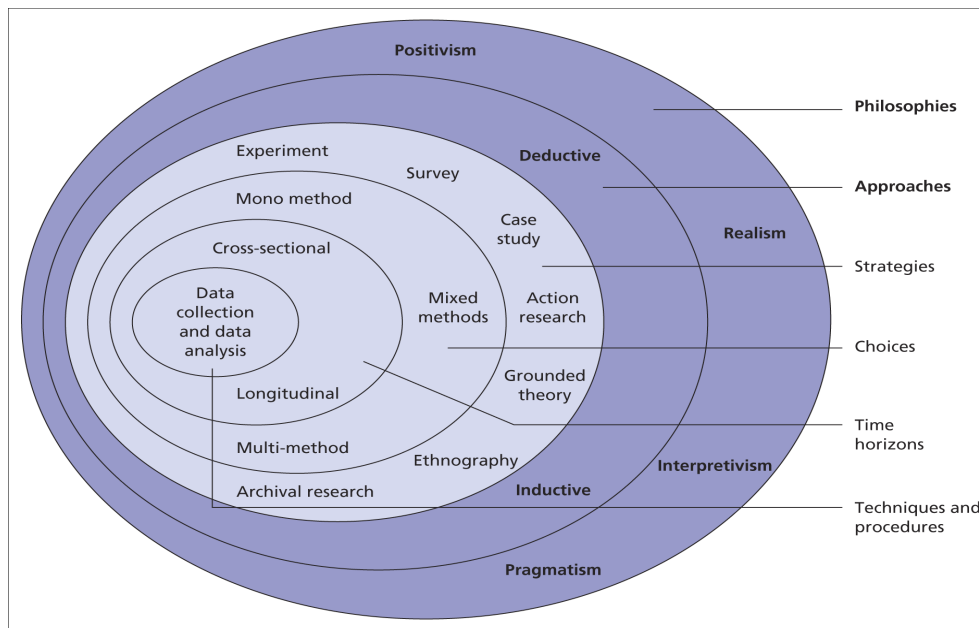 Positivism
Philosophies
Experiment
Deductive
Survey
Approaches
Mono method
Case
study
Realism
Cross-sectional
Strategies
Data
collection
and data
analysis
Mixed
methods
Action
research
Choices
Longitudinal
Grounded
theory
Time
horizons
Multi-method
Ethnography
Interpretivism
Archival research
Inductive
Techniques and
procedures
Pragmatism